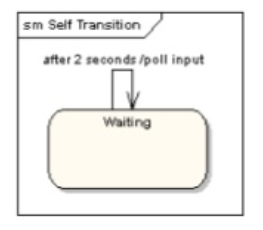 sm Self Transition
after 2 seconds /poll input
Waiting